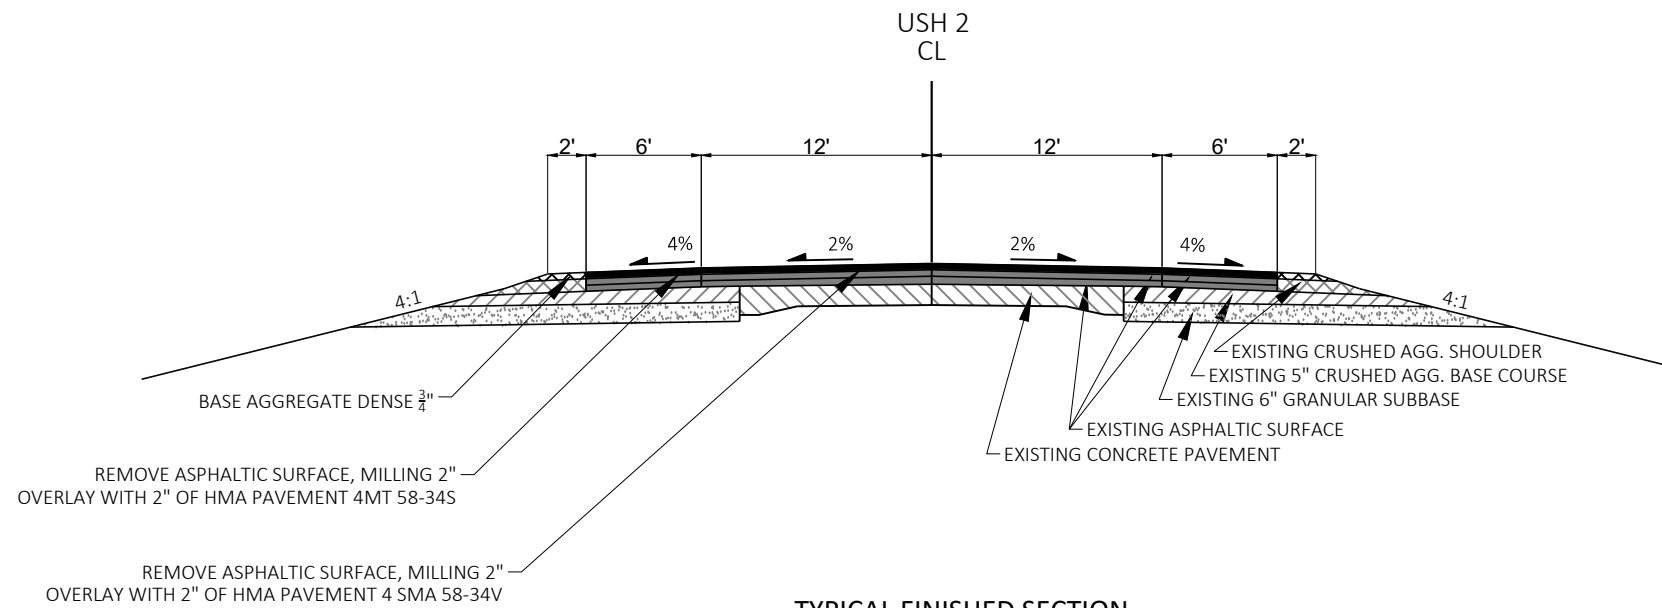 USH 2
CL
2'
6'
12'
12'
6'
2'
4%
2%
2%
4%
4:1
4:1
BASE AGGREGATE DENSE 3/4"
REMOVE ASPHALTIC SURFACE, MILLING 2"
OVERLAY WITH 2" OF HMA PAVEMENT 4MT 58-34S
REMOVE ASPHALTIC SURFACE, MILLING 2"
OVERLAY WITH 2" OF HMA PAVEMENT 4 SMA 58-34V
EXISTING CRUSHED AGG. SHOULDER
EXISTING 5" CRUSHED AGG. BASE COURSE
EXISTING 6" GRANULAR SUBBASE
EXISTING ASPHALTIC SURFACE
EXISTING CONCRETE PAVEMENT
TYPICAL FINISHED SECTION